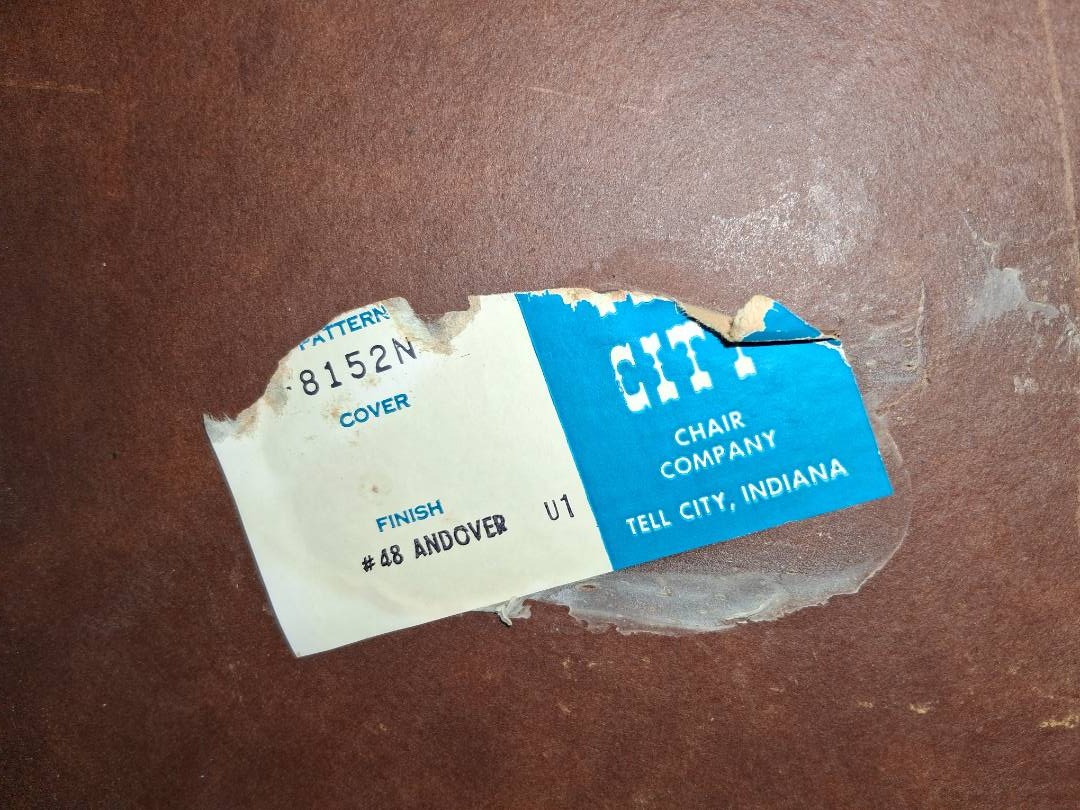 PATTERN
8152N
COVER
FINISH
#48 ANDOVER U1
CITY
CHAIR
COMPANY
TELL CITY, INDIANA